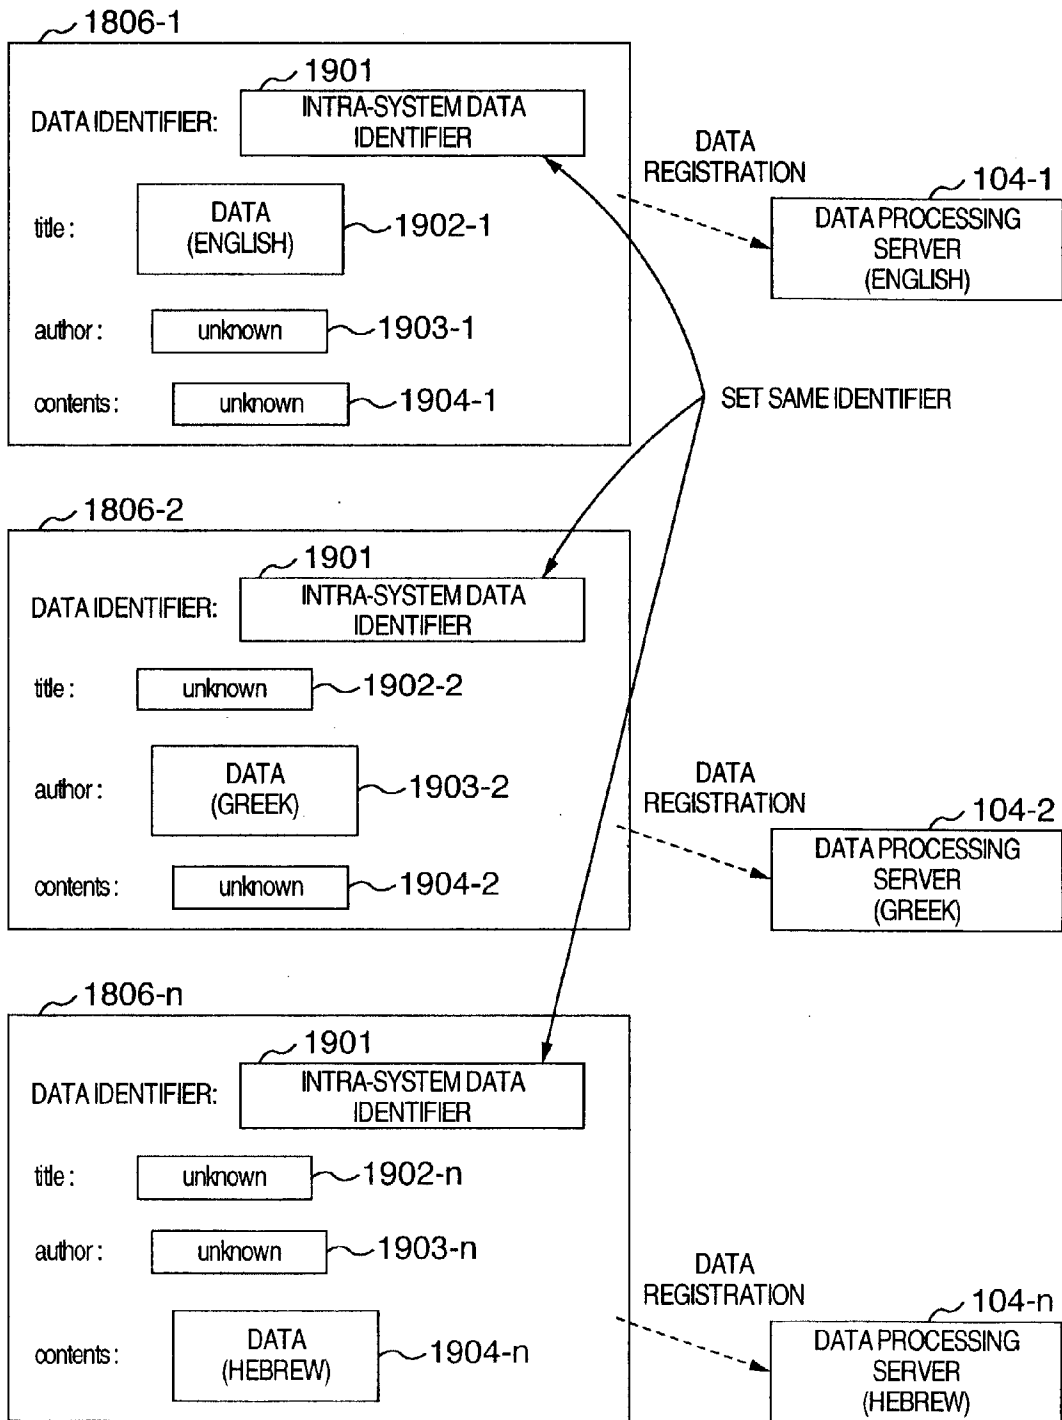 1806-1
1901
DATA IDENTIFIER:
INTRA-SYSTEM DATA
IDENTIFIER
DATA
REGISTRATION
title :
DATA
(ENGLISH)
1902-1
104-1
DATA PROCESSING
SERVER
(ENGLISH)
author :
unknown
1903-1
contents :
unknown
1904-1
SET SAME IDENTIFIER
1806-2
1901
DATA IDENTIFIER:
INTRA-SYSTEM DATA
IDENTIFIER
title :
unknown
1902-2
author :
DATA
(GREEK)
1903-2
DATA
REGISTRATION
104-2
DATA PROCESSING
SERVER
(GREEK)
contents :
unknown
1904-2
1806-n
1901
DATA IDENTIFIER:
INTRA-SYSTEM DATA
IDENTIFIER
title :
unknown
1902-n
author :
unknown
1903-n
DATA
REGISTRATION
contents :
DATA
(HEBREW)
1904-n
104-n
DATA PROCESSING
SERVER
(HEBREW)